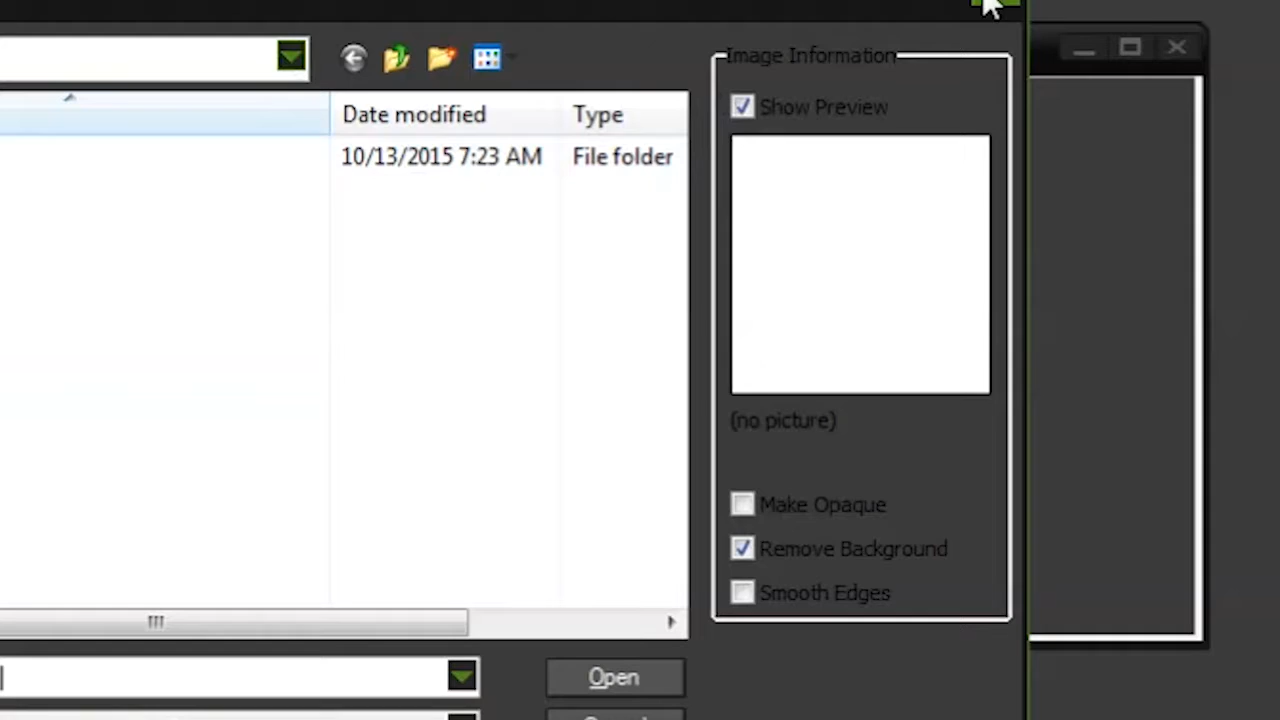 Image Information
Show Preview
Date modified
Type
10/13/2015 7:23 AM
File folder
(no picture)
Make Opaque
Remove Background
Smooth Edges
Open